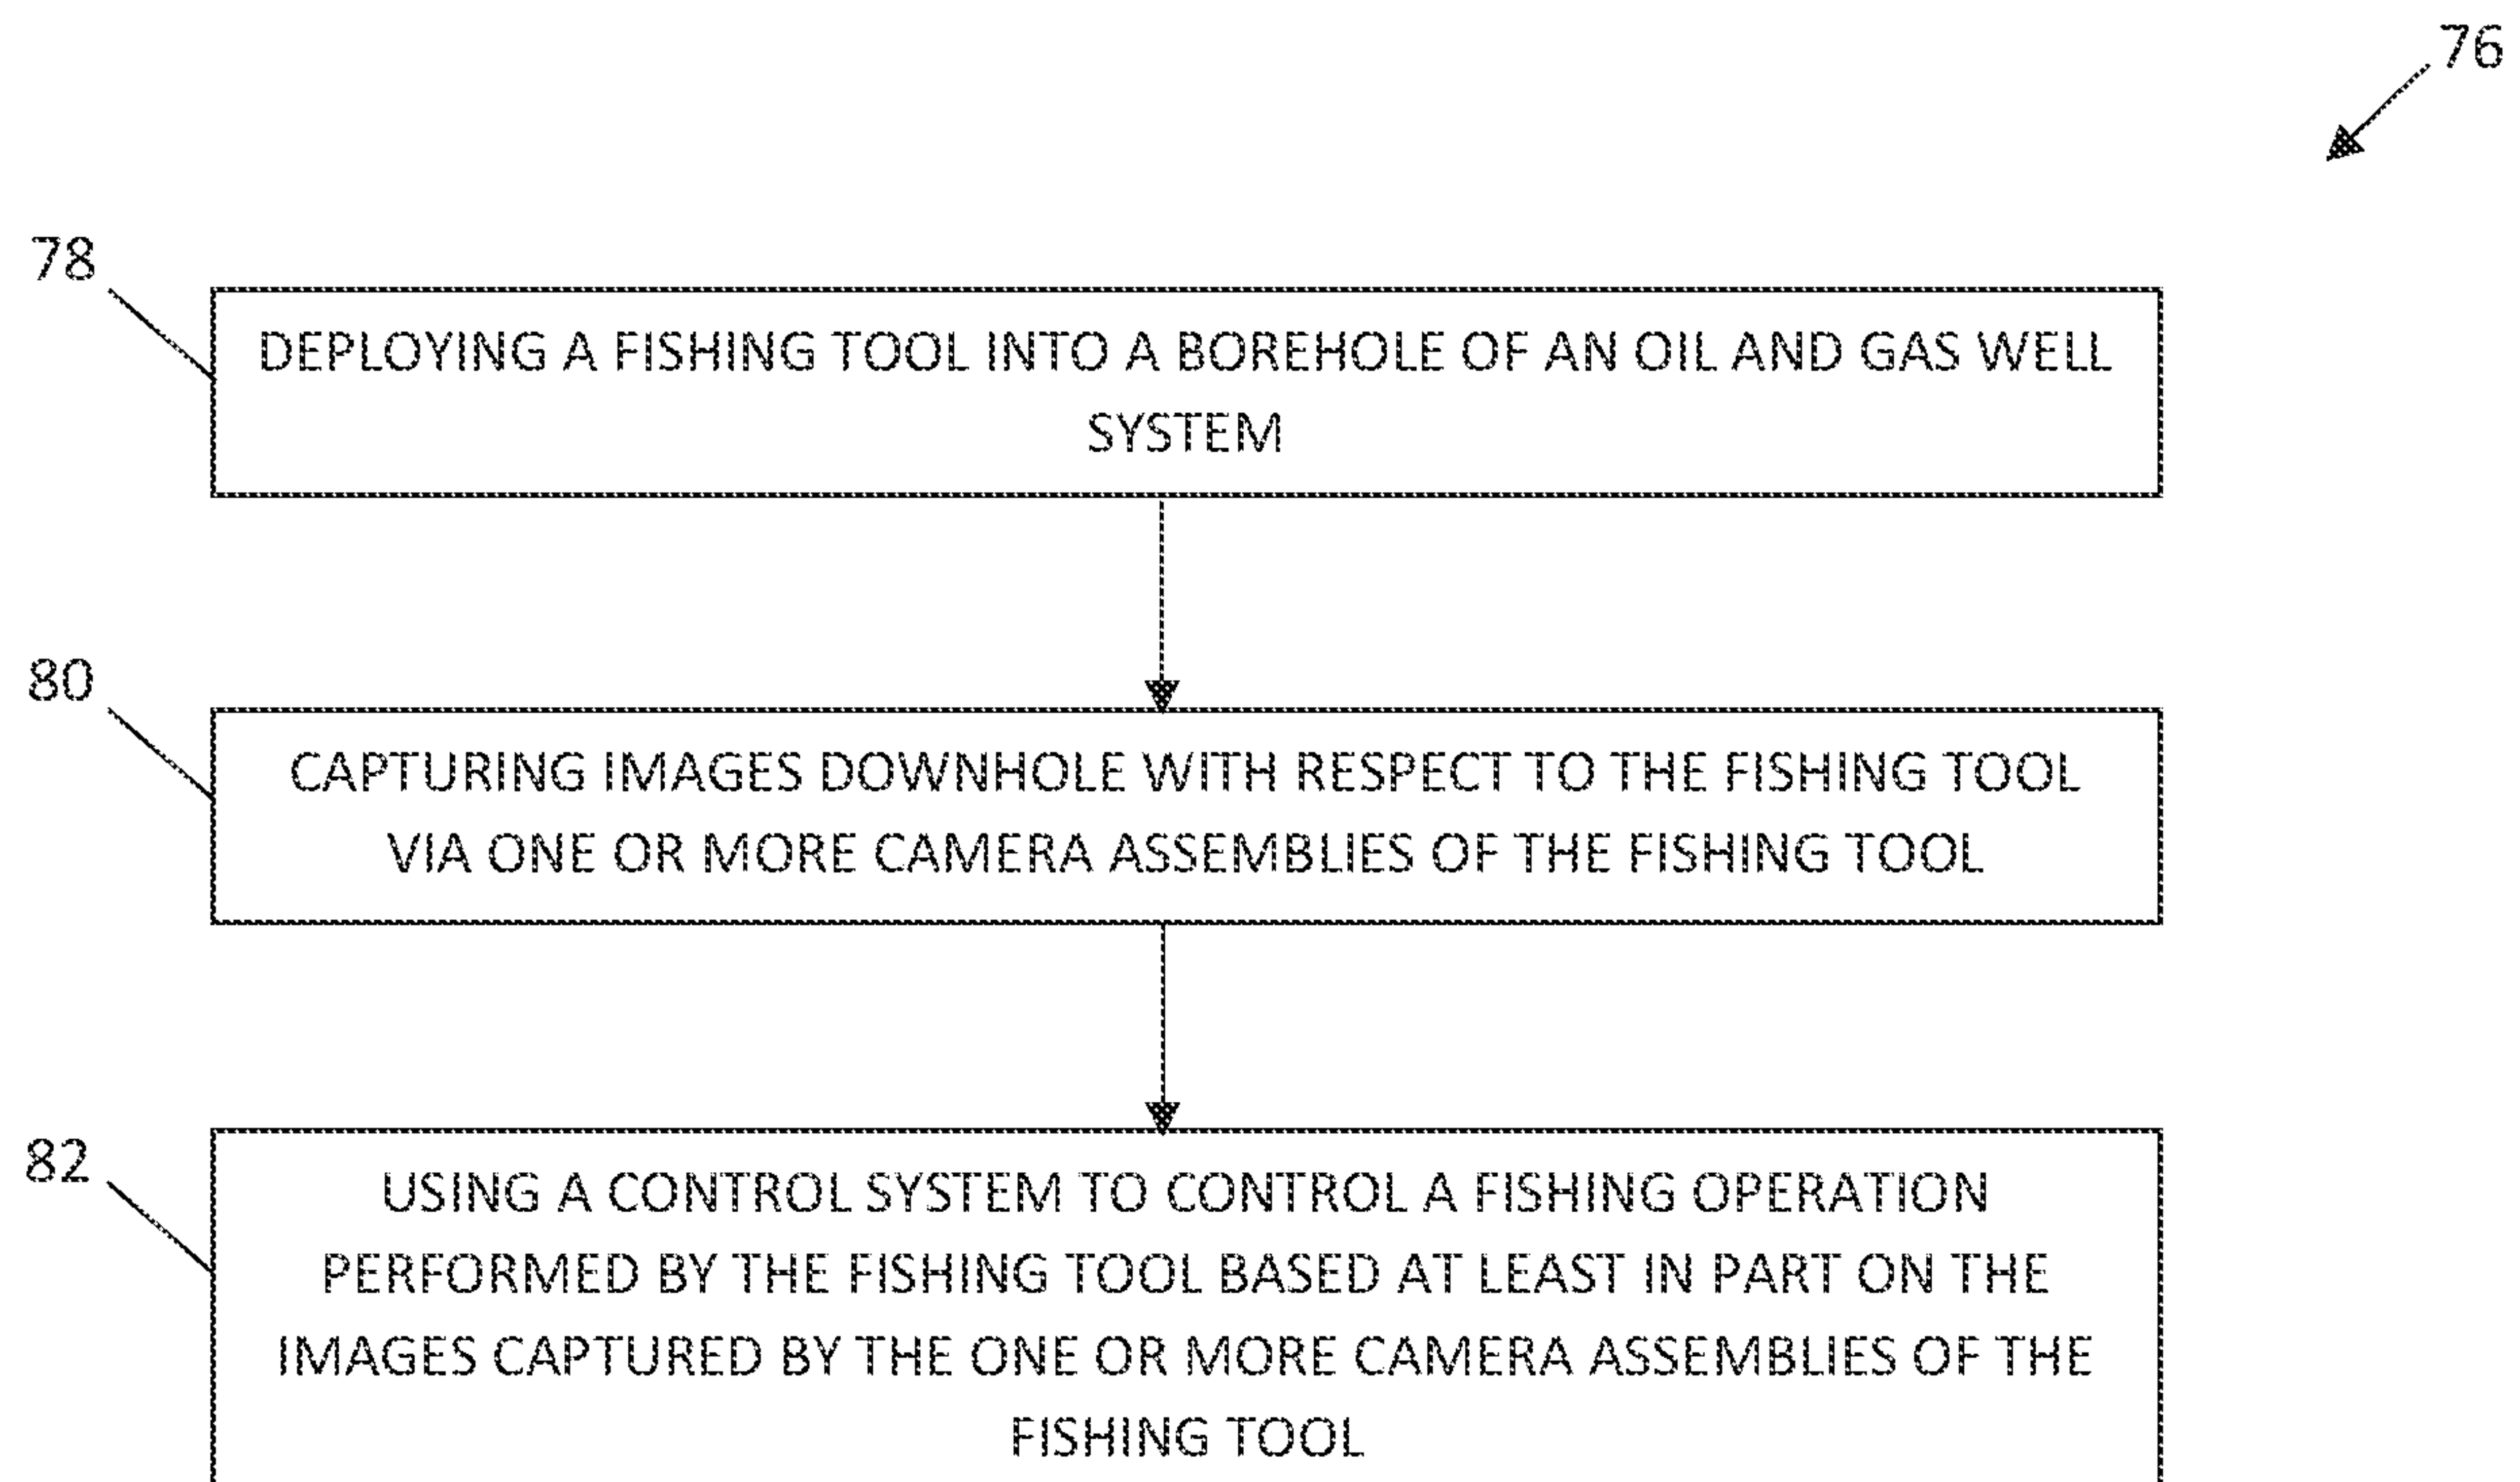 76
78
DEPLOYING A FISHING TOOL INTO A BOREHOLE OF AN OIL AND GAS WELL
SYSTEM
80
CAPTURING IMAGES DOWNHOLE WITH RESPECT TO THE FISHING TOOL
VIA ONE OR MORE CAMERA ASSEMBLIES OF THE FISHING TOOL
82
USING A CONTROL SYSTEM TO CONTROL A FISHING OPERATION
PERFORMED BY THE FISHING TOOL BASED AT LEAST IN PART ON THE
IMAGES CAPTURED BY THE ONE OR MORE CAMERA ASSEMBLIES OF THE
FISHING TOOL